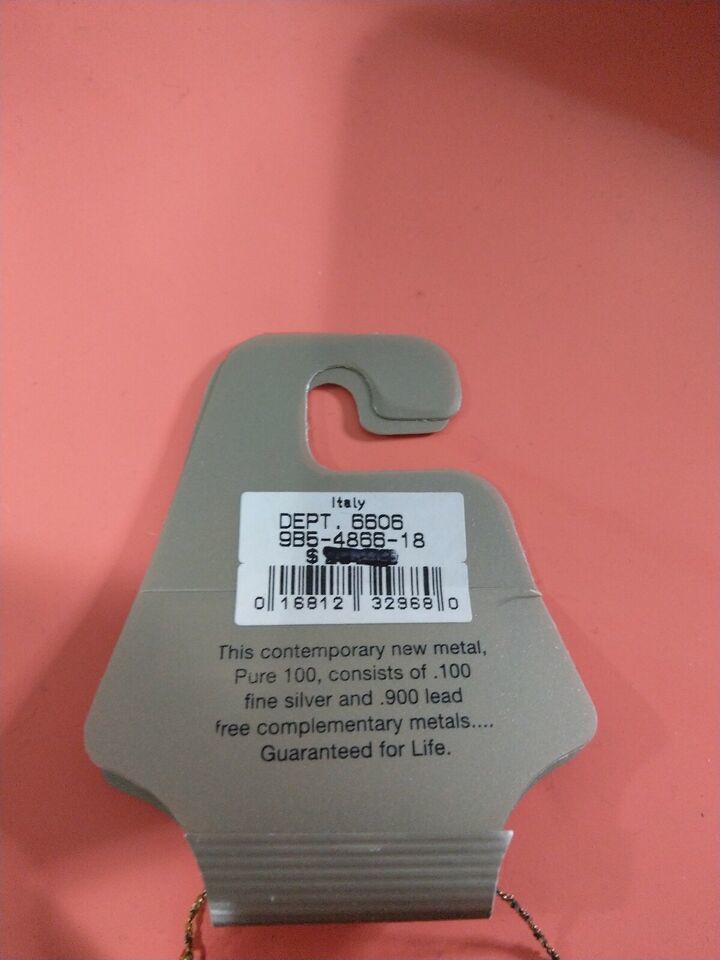 Italy
DEPT. 6606
9B5-4866-18
$
0 16812 32968 0
This contemporary new metal,
Pure 100, consists of .100
fine silver and .900 lead
free complementary metals....
Guaranteed for Life.